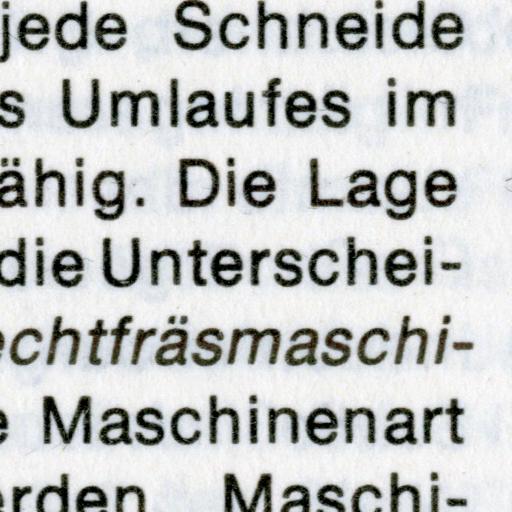 jede Schneide
s Umlaufes im
ähig. Die Lage
die Unterschei-
echtfräsmaschi-
e Maschinenart
erden Maschi-